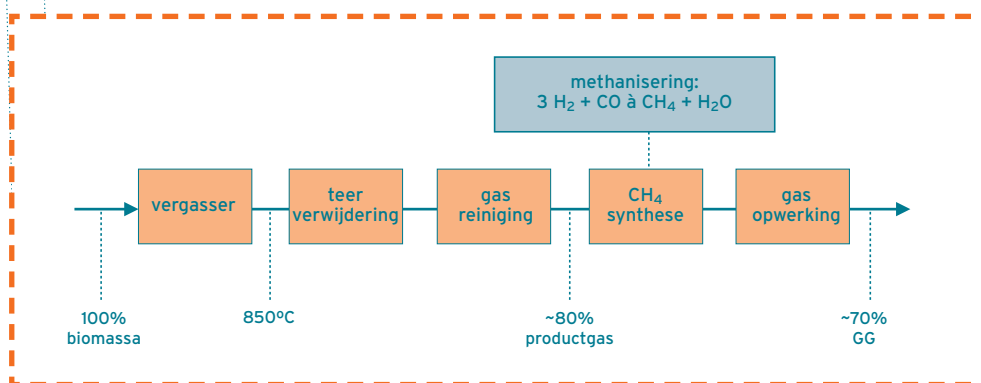 methanisering:
3 H₂ + CO à CH₄ + H₂O
vergasser
teer
verwijdering
gas
reiniging
CH₄
synthese
gas
opwerking
100%
biomassa
850ºC
~80%
productgas
~70%
GG